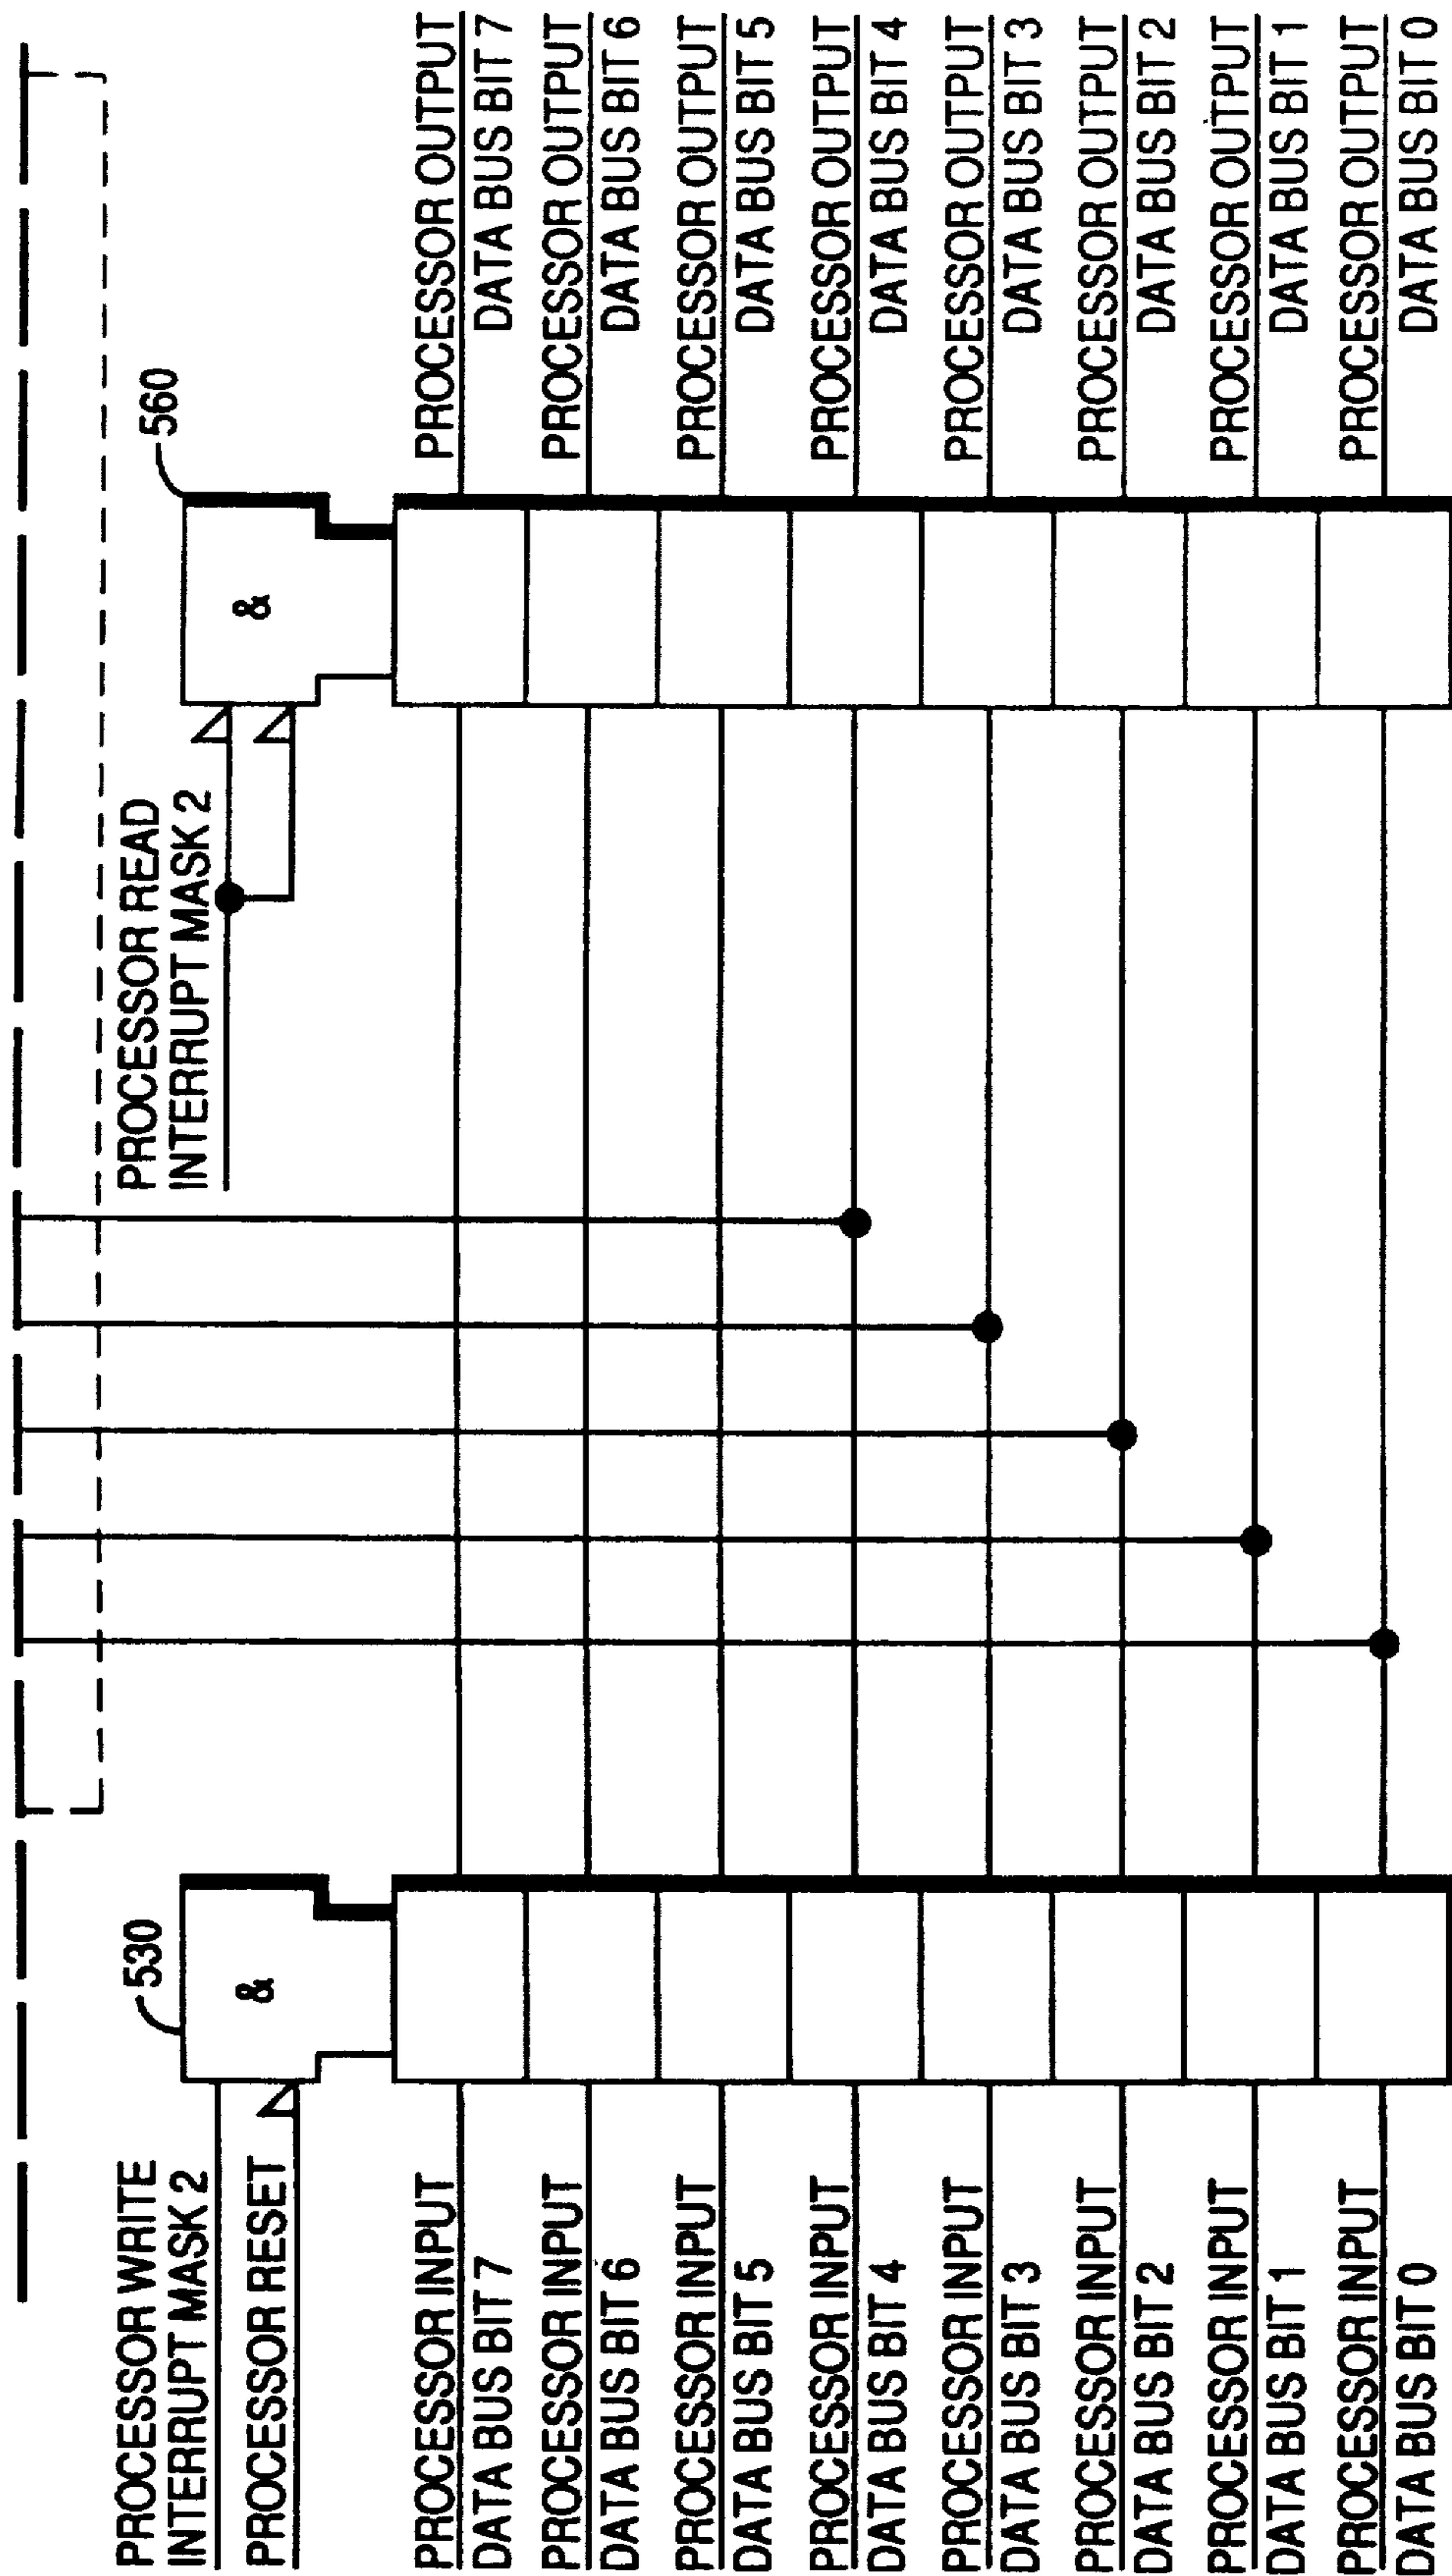 PROCESSOR WRITE
INTERRUPT MASK 2
PROCESSOR RESET
530
&
PROCESSOR INPUT
DATA BUS BIT 7
PROCESSOR INPUT
DATA BUS BIT 6
PROCESSOR INPUT
DATA BUS BIT 5
PROCESSOR INPUT
DATA BUS BIT 4
PROCESSOR INPUT
DATA BUS BIT 3
PROCESSOR INPUT
DATA BUS BIT 2
PROCESSOR INPUT
DATA BUS BIT 1
PROCESSOR INPUT
DATA BUS BIT 0
PROCESSOR READ
INTERRUPT MASK 2
560
&
PROCESSOR OUTPUT
DATA BUS BIT 7
PROCESSOR OUTPUT
DATA BUS BIT 6
PROCESSOR OUTPUT
DATA BUS BIT 5
PROCESSOR OUTPUT
DATA BUS BIT 4
PROCESSOR OUTPUT
DATA BUS BIT 3
PROCESSOR OUTPUT
DATA BUS BIT 2
PROCESSOR OUTPUT
DATA BUS BIT 1
PROCESSOR OUTPUT
DATA BUS BIT 0